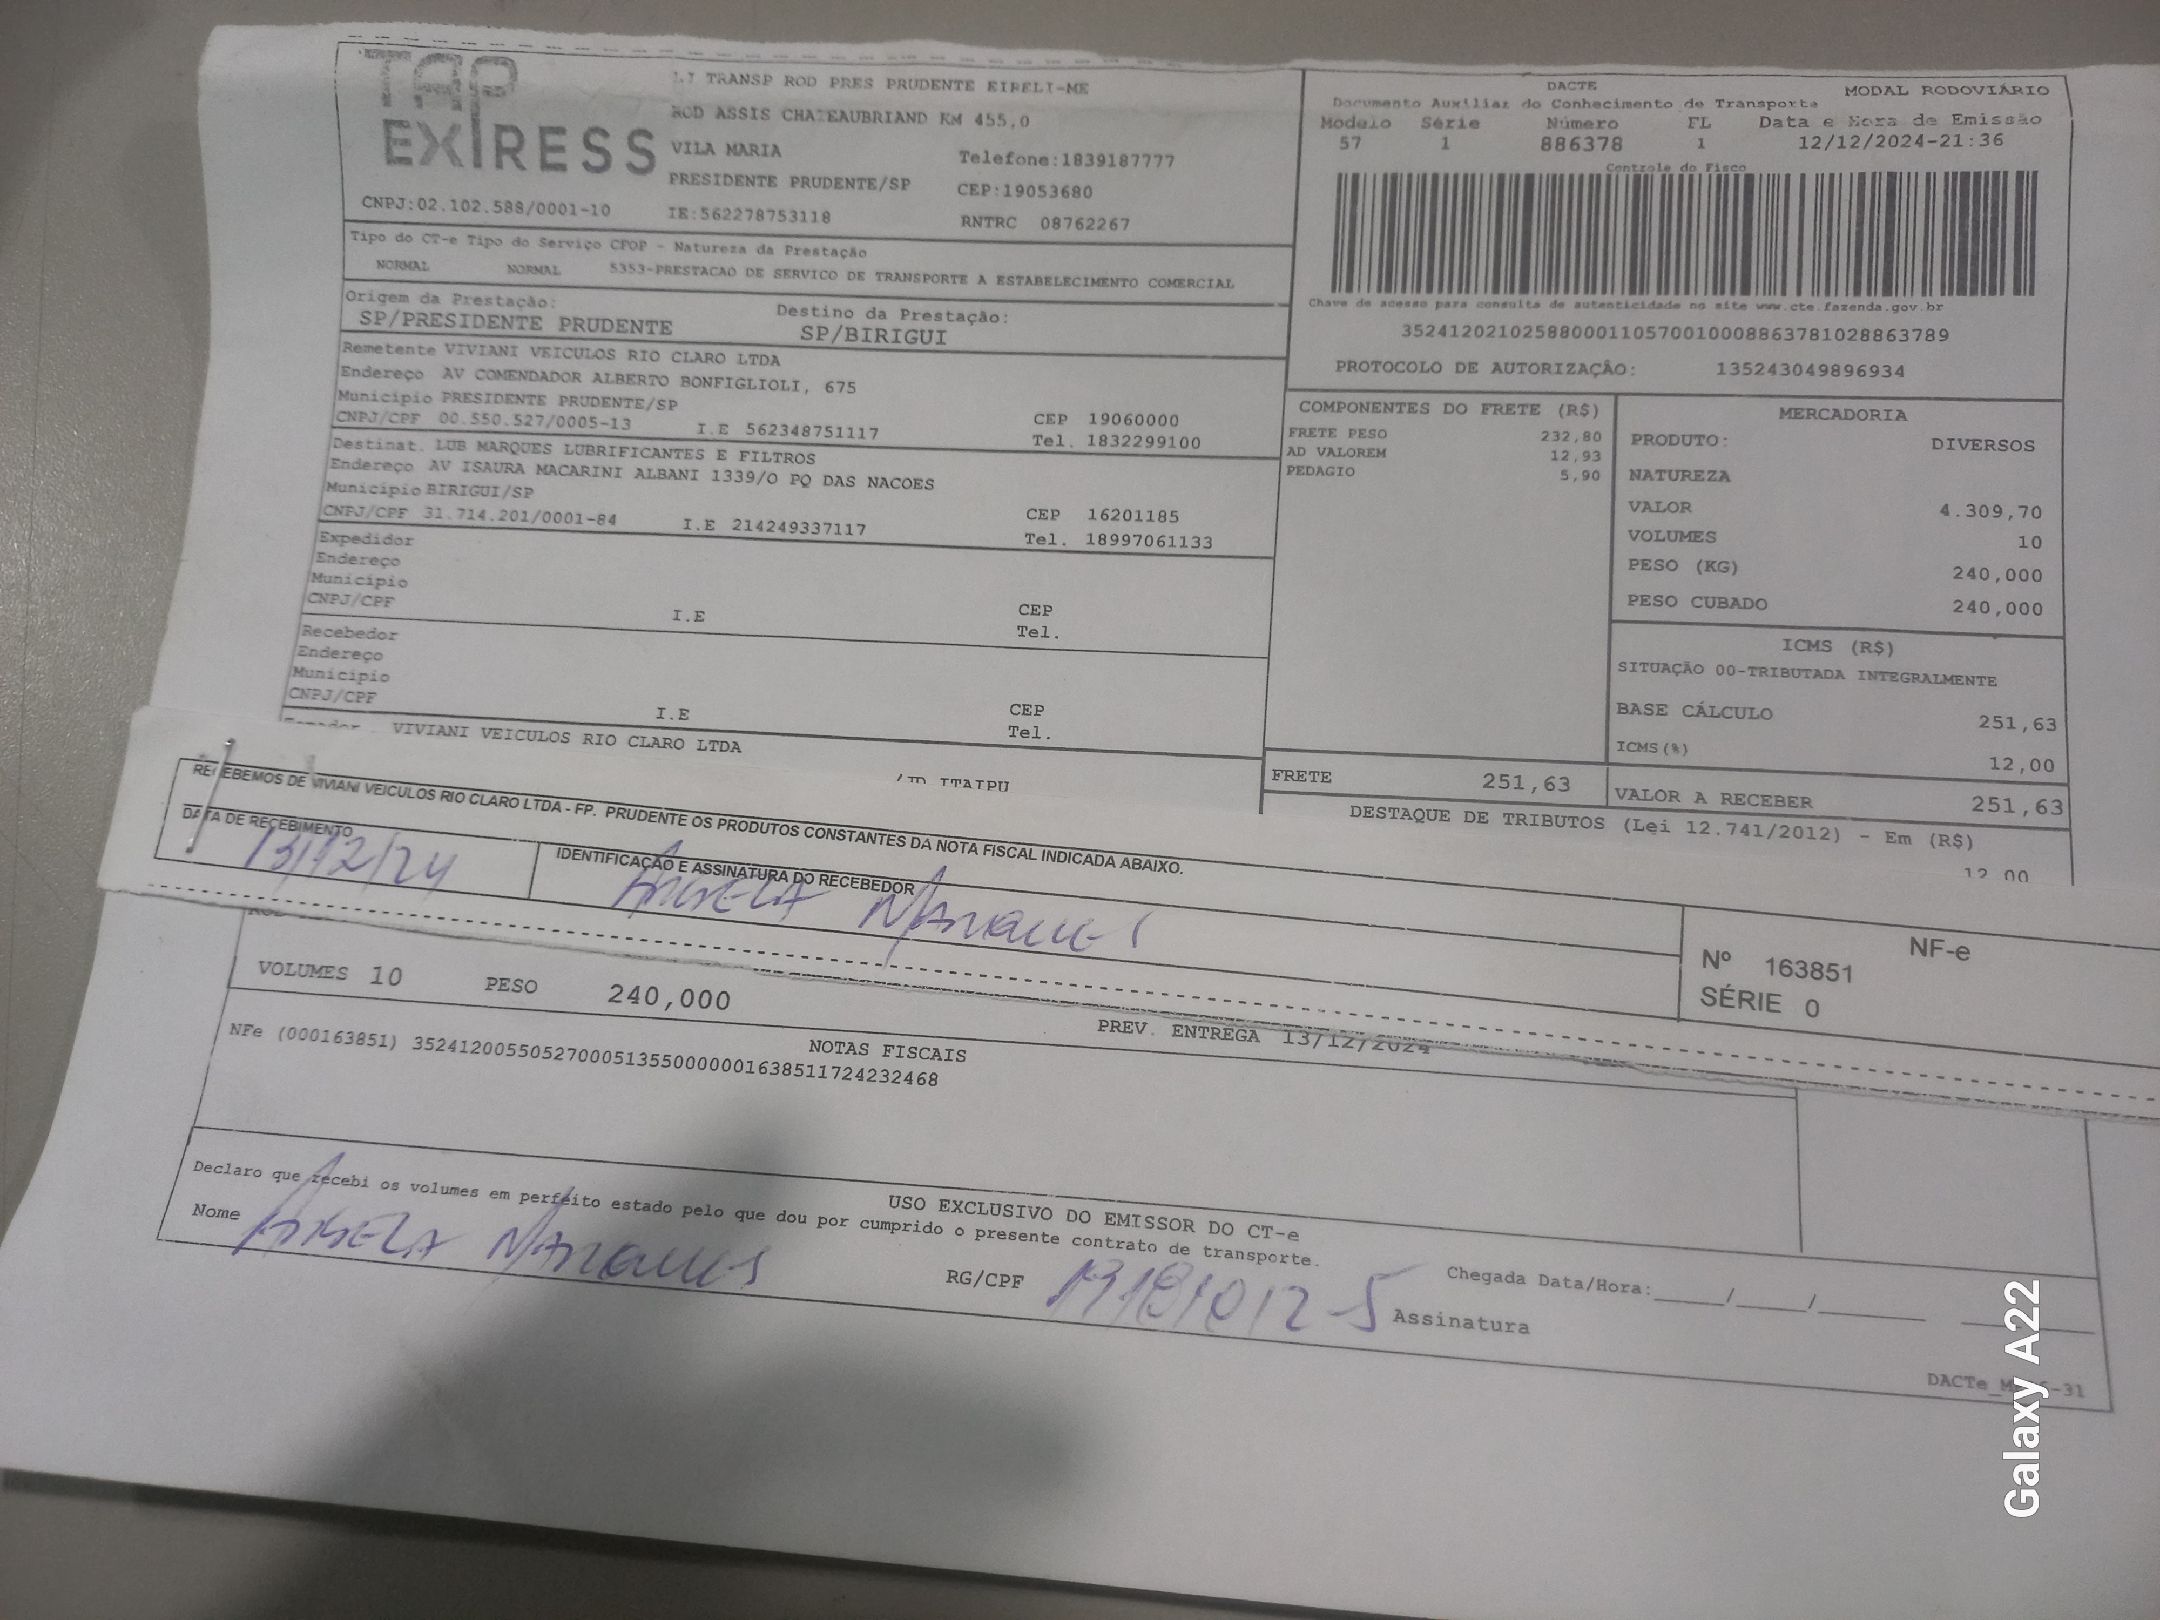 TAP
EXPRESS
LJ TRANSP ROD PRES PRUDENTE EIRELI-ME
ROD ASSIS CHATEAUBRIAND KM 455,0
VILA MARIA Telefone:1839187777
PRESIDENTE PRUDENTE/SP CEP:19053680
CNPJ:02.102.588/0001-10 IE:562278753118 RNTRC 08762267
Tipo do CT-e Tipo do Serviço CFOP - Natureza da Prestação
NORMAL NORMAL 5353-PRESTACAO DE SERVICO DE TRANSPORTE A ESTABELECIMENTO COMERCIAL
Origem da Prestação: Destino da Prestação:
SP/PRESIDENTE PRUDENTE SP/BIRIGUI
Remetente VIVIANI VEICULOS RIO CLARO LTDA
Endereço AV COMENDADOR ALBERTO BONFIGLIOLI, 675
Município PRESIDENTE PRUDENTE/SP CEP 19060000
CNPJ/CPF 00.550.527/0005-13 I.E 562348751117 Tel. 1832299100
Destinat. LUB MARQUES LUBRIFICANTES E FILTROS
Endereço AV ISAURA MACARINI ALBANI 1339/O PQ DAS NACOES
Município BIRIGUI/SP CEP 16201185
CNPJ/CPF 31.714.201/0001-84 I.E 214249337117 Tel. 18997061133
Expedidor
Endereço
Município CEP
CNPJ/CPF I.E Tel.
Recebedor
Endereço
Município CEP
CNPJ/CPF I.E Tel.
VIVIANI VEICULOS RIO CLARO LTDA
ITAIPU
DACTE MODAL RODOVIÁRIO
Documento Auxiliar do Conhecimento de Transporte
Modelo Série Número FL Data e Hora de Emissão
57 1 886378 1 12/12/2024-21:36
Controle do Fisco
Chave de acesso para consulta de autenticidade no site www.cte.fazenda.gov.br
35241202102588000110570010008863781028863789
PROTOCOLO DE AUTORIZAÇÃO: 135243049896934
COMPONENTES DO FRETE (R$)
FRETE PESO 232,80
AD VALOREM 12,93
PEDAGIO 5,90
MERCADORIA
PRODUTO: DIVERSOS
NATUREZA
VALOR 4.309,70
VOLUMES 10
PESO (KG) 240,000
PESO CUBADO 240,000
ICMS (R$)
SITUAÇÃO 00-TRIBUTADA INTEGRALMENTE
BASE CÁLCULO 251,63
ICMS(%) 12,00
FRETE 251,63 VALOR A RECEBER 251,63
DESTAQUE DE TRIBUTOS (Lei 12.741/2012) - Em (R$)
12,00
RECEBEMOS DE VIVIANI VEICULOS RIO CLARO LTDA - FP. PRUDENTE OS PRODUTOS CONSTANTES DA NOTA FISCAL INDICADA ABAIXO.
DATA DE RECEBIMENTO IDENTIFICAÇÃO E ASSINATURA DO RECEBEDOR
13/12/24 ANGELA MARQUES
NF-e
Nº 163851
SÉRIE 0
VOLUMES 10 PESO 240,000 PREV. ENTREGA 13/12/2024
NOTAS FISCAIS
NFe (000163851) 35241200550527000513550000001638511724232468
USO EXCLUSIVO DO EMISSOR DO CT-e
Declaro que recebi os volumes em perfeito estado pelo que dou por cumprido o presente contrato de transporte.
Nome ANGELA MARQUES RG/CPF Assinatura Chegada Data/Hora:_____/_____/_______ ________
Galaxy A22